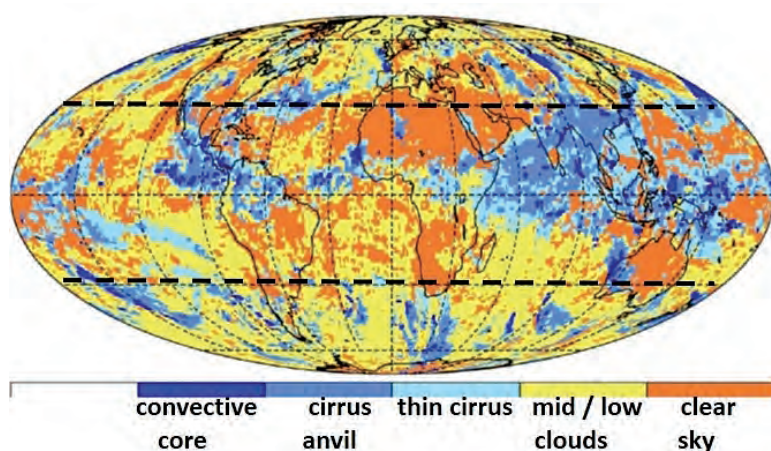 convective cirrus thin cirrus mid / low clear
core anvil clouds sky